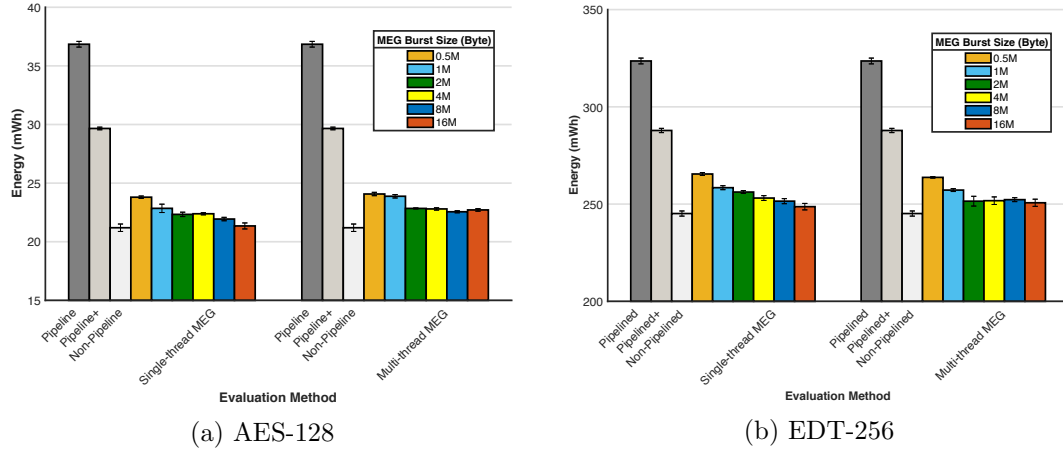 40
35
30
25
20
15
Energy (mWh)
MEG Burst Size (Byte)
0.5M
1M
2M
4M
8M
16M
Pipeline
Pipeline+
Non-Pipeline
Single-thread MEG
Pipeline
Pipeline+
Non-Pipeline
Multi-thread MEG
Evaluation Method
(a) AES-128
350
300
250
200
Energy (mWh)
MEG Burst Size (Byte)
0.5M
1M
2M
4M
8M
16M
Pipelined
Pipelined+
Non-Pipelined
Single-thread MEG
Pipelined
Pipelined+
Non-Pipelined
Multi-thread MEG
Evaluation Method
(b) EDT-256